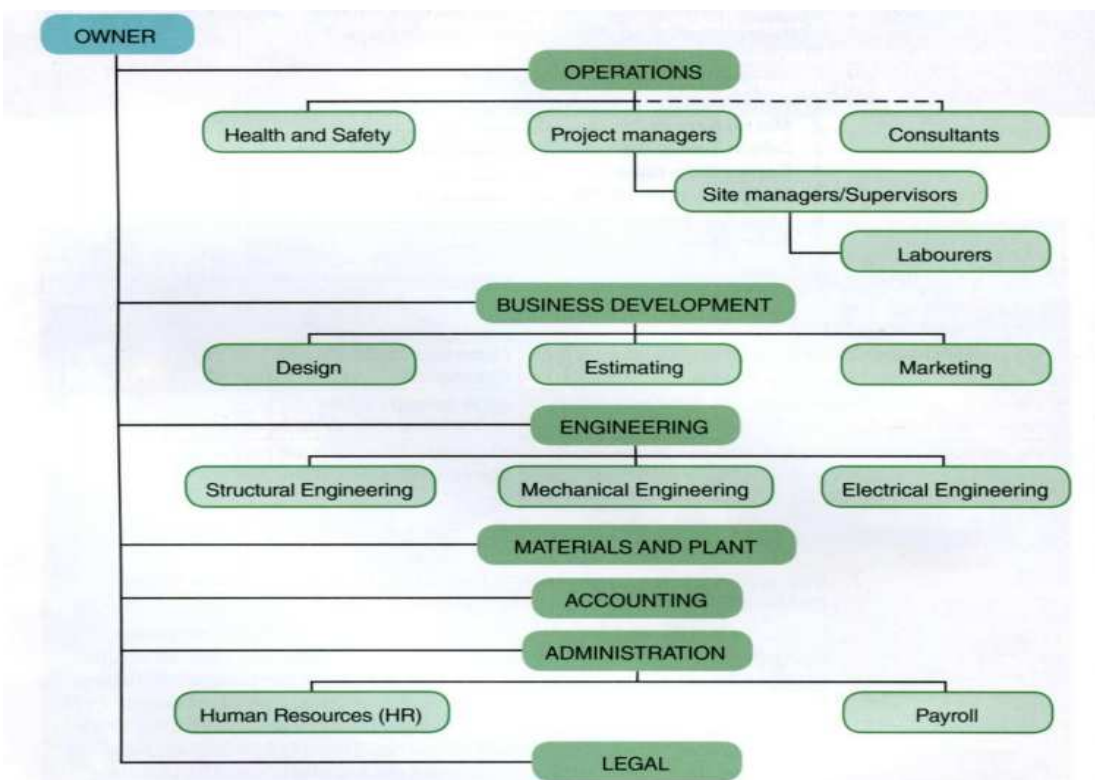 OWNER
OPERATIONS
Health and Safety
Project managers
Consultants
Site managers/Supervisors
Labourers
BUSINESS DEVELOPMENT
Design
Estimating
Marketing
ENGINEERING
Structural Engineering
Mechanical Engineering
Electrical Engineering
MATERIALS AND PLANT
ACCOUNTING
ADMINISTRATION
Human Resources (HR)
Payroll
LEGAL